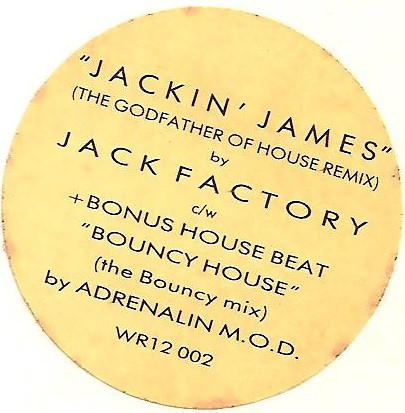 "JACKIN' JAMES"
(THE GODFATHER OF HOUSE REMIX)
by
JACK FACTORY
c/w
+BONUS HOUSE BEAT
"BOUNCY HOUSE"
(the Bouncy mix)
by ADRENALIN M.O.D.
WR12 002